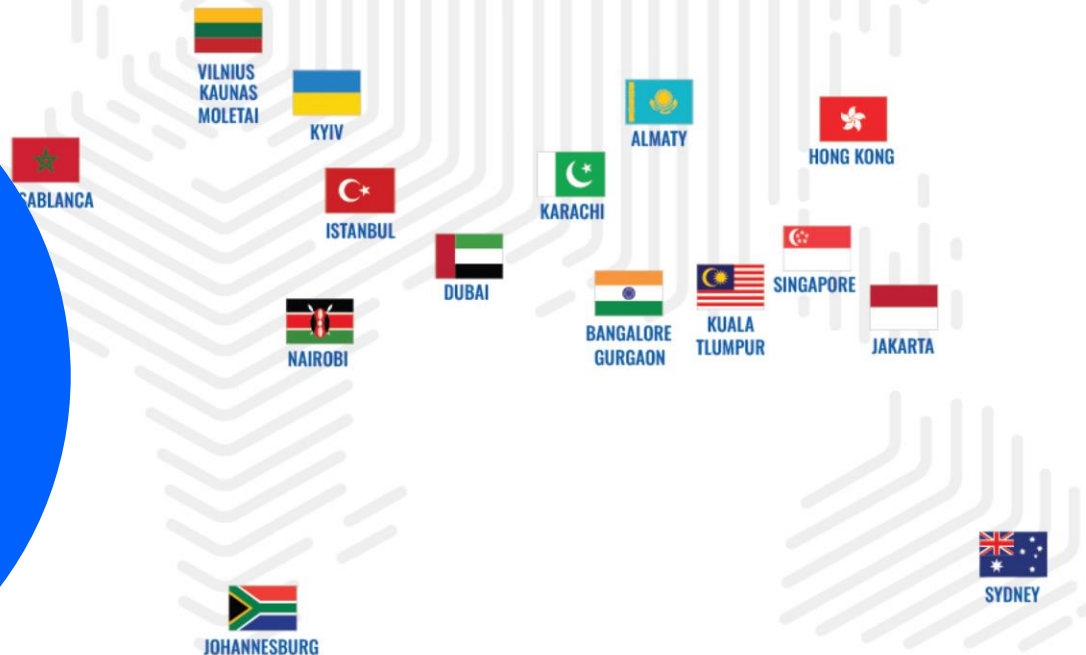 VILNIUS
KAUNAS
MOLETAI
KYIV
ALMATY
HONG KONG
SABLANCA
KARACHI
ISTANBUL
DUBAI
SINGAPORE
BANGALORE
GURGAON
KUALA
TLUMPUR
JAKARTA
NAIROBI
SYDNEY
JOHANNESBURG